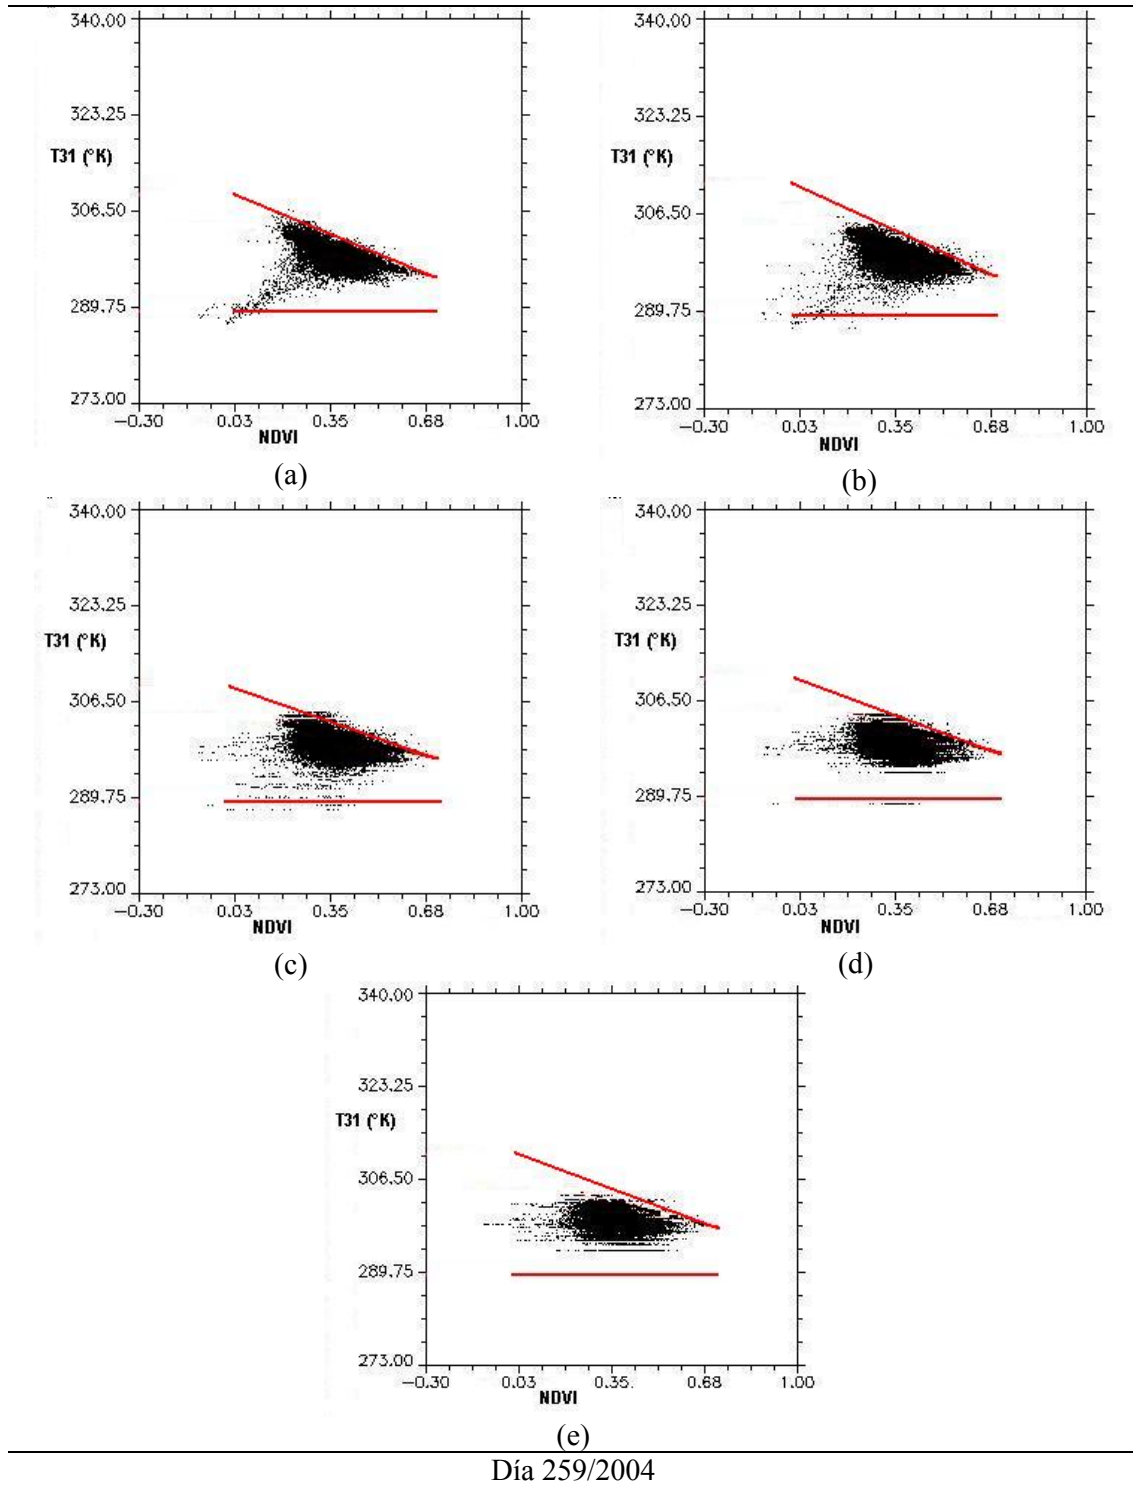 340.00
323.25
T31 (°K)
306.50
289.75
273.00
−0.30 0.03 0.35 0.68 1.00
NDVI
(a)
340.00
323.25
T31 (°K)
306.50
289.75
273.00
−0.30 0.03 0.35 0.68 1.00
NDVI
(b)
340.00
323.25
T31 (°K)
306.50
289.75
273.00
−0.30 0.03 0.35 0.68 1.00
NDVI
(c)
340.00
323.25
T31 (°K)
306.50
289.75
273.00
−0.30 0.03 0.35 0.68 1.00
NDVI
(d)
340.00
323.25
T31 (°K)
306.50
289.75
273.00
−0.30 0.03 0.35. 0.68 1.00
NDVI
(e)
Día 259/2004